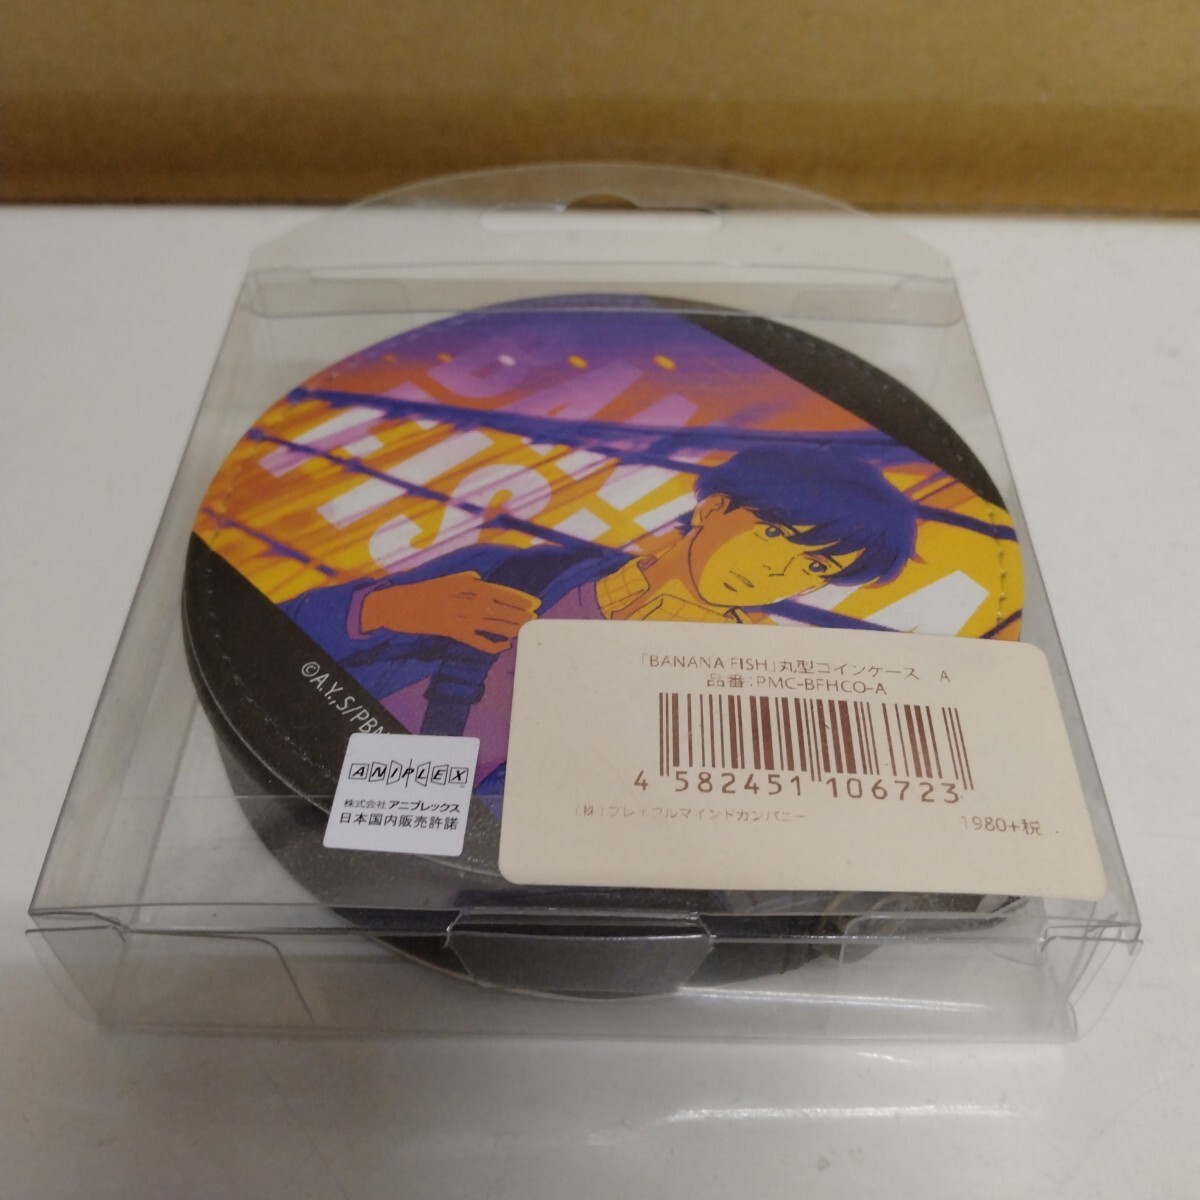 BANANA
FISH
©A.Y.,S/PBN
ANIPLEX
株式会社 アニプレックス
日本国内販売許諾
「BANANA FISH」丸型コインケース A
品番:PMC-BFHCO-A
4 582451 106723
(株)プレイフルマインドカンパニー
1980+税